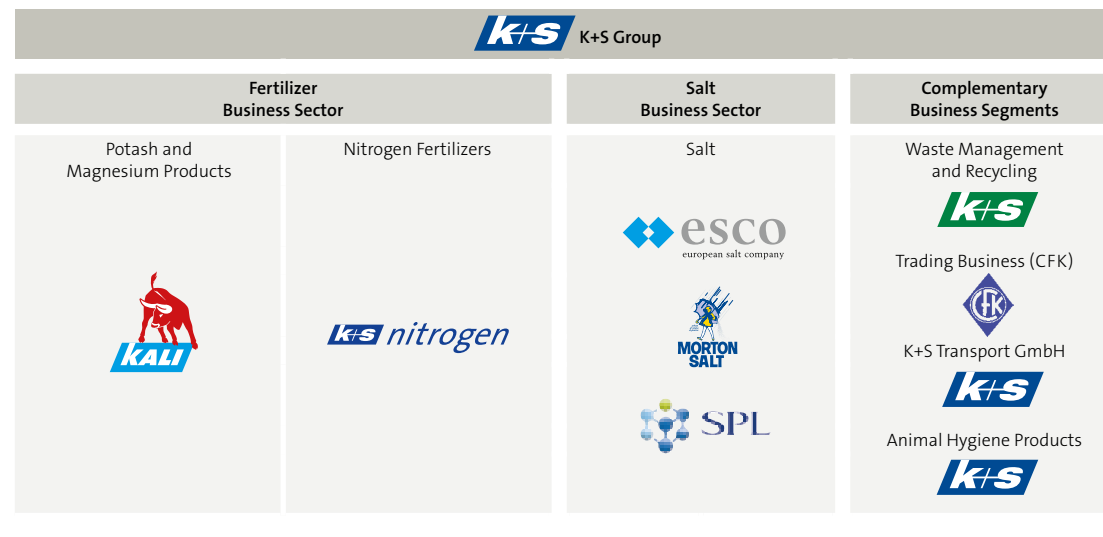 k+s K+S Group
Fertilizer
Business Sector
Salt
Business Sector
Complementary
Business Segments
Potash and
Magnesium Products
KALI
Nitrogen Fertilizers
k+s nitrogen
Salt
esco
european salt company
MORTON
SALT
SPL
Waste Management
and Recycling
k+s
Trading Business (CFK)
CFK
K+S Transport GmbH
k+s
Animal Hygiene Products
k+s